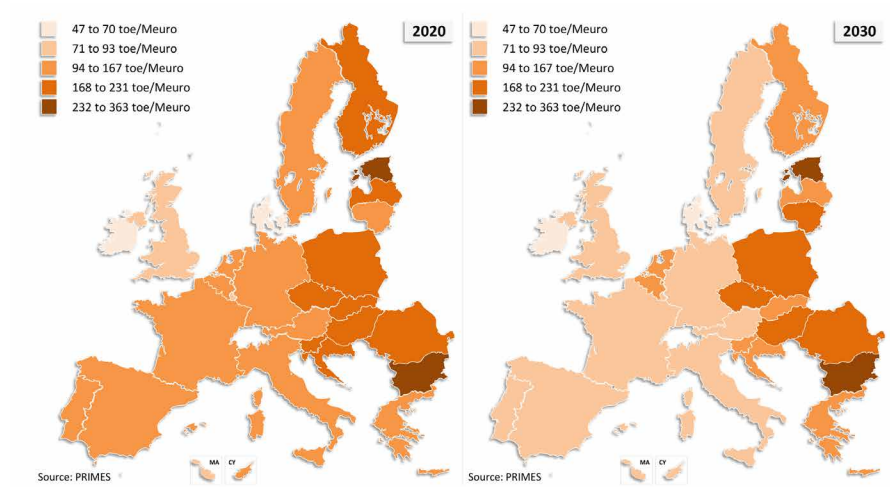 2020
47 to 70 toe/Meuro
71 to 93 toe/Meuro
94 to 167 toe/Meuro
168 to 231 toe/Meuro
232 to 363 toe/Meuro
MA CY
Source: PRIMES
2030
47 to 70 toe/Meuro
71 to 93 toe/Meuro
94 to 167 toe/Meuro
168 to 231 toe/Meuro
232 to 363 toe/Meuro
MA CY
Source: PRIMES